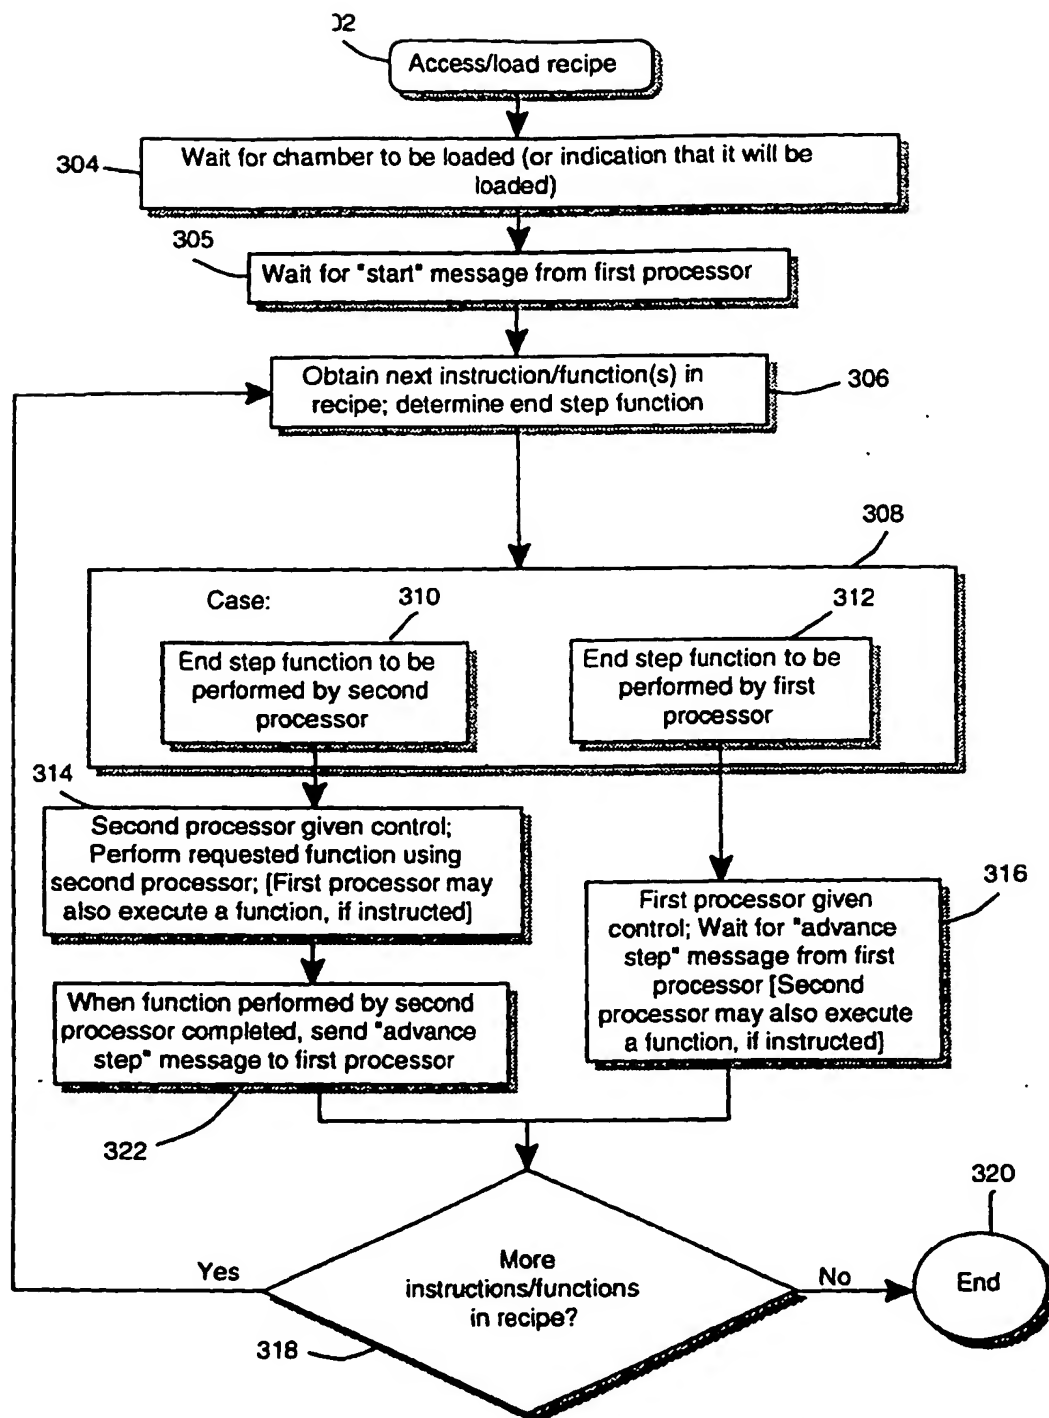 02
Access/load recipe
304
Wait for chamber to be loaded (or indication that it will be
loaded)
305
Wait for "start" message from first processor
Obtain next instruction/function(s) in
recipe; determine end step function
306
308
Case:
310
312
End step function to be
performed by second
processor
End step function to be
performed by first
processor
314
Second processor given control;
Perform requested function using
second processor; [First processor may
also execute a function, if instructed]
316
First processor given
control; Wait for "advance
step" message from first
processor [Second
processor may also execute
a function, if instructed]
When function performed by second
processor completed, send "advance
step" message to first processor
322
320
Yes
More
instructions/functions
in recipe?
No
End
318